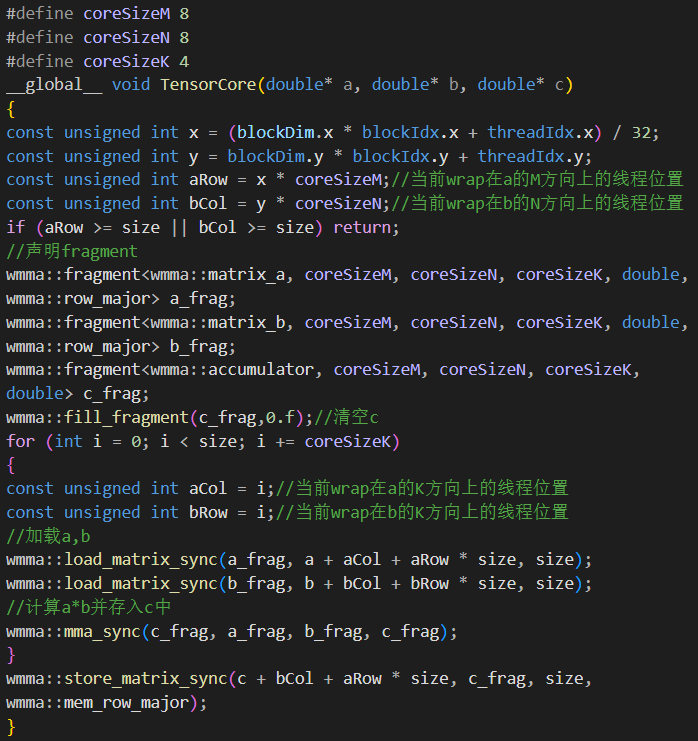 #define coreSizeM 8
#define coreSizeN 8
#define coreSizeK 4
__global__ void TensorCore(double* a, double* b, double* c)
{
const unsigned int x = (blockDim.x * blockIdx.x + threadIdx.x) / 32;
const unsigned int y = blockDim.y * blockIdx.y + threadIdx.y;
const unsigned int aRow = x * coreSizeM;//当前wrap在a的M方向上的线程位置
const unsigned int bCol = y * coreSizeN;//当前wrap在b的N方向上的线程位置
if (aRow >= size || bCol >= size) return;
//声明fragment
wmma::fragment<wmma::matrix_a, coreSizeM, coreSizeN, coreSizeK, double,
wmma::row_major> a_frag;
wmma::fragment<wmma::matrix_b, coreSizeM, coreSizeN, coreSizeK, double,
wmma::row_major> b_frag;
wmma::fragment<wmma::accumulator, coreSizeM, coreSizeN, coreSizeK,
double> c_frag;
wmma::fill_fragment(c_frag,0.f);//清空c
for (int i = 0; i < size; i += coreSizeK)
{
const unsigned int aCol = i;//当前wrap在a的K方向上的线程位置
const unsigned int bRow = i;//当前wrap在b的K方向上的线程位置
//加载a,b
wmma::load_matrix_sync(a_frag, a + aCol + aRow * size, size);
wmma::load_matrix_sync(b_frag, b + bCol + bRow * size, size);
//计算a*b并存入c中
wmma::mma_sync(c_frag, a_frag, b_frag, c_frag);
}
wmma::store_matrix_sync(c + bCol + aRow * size, c_frag, size,
wmma::mem_row_major);
}